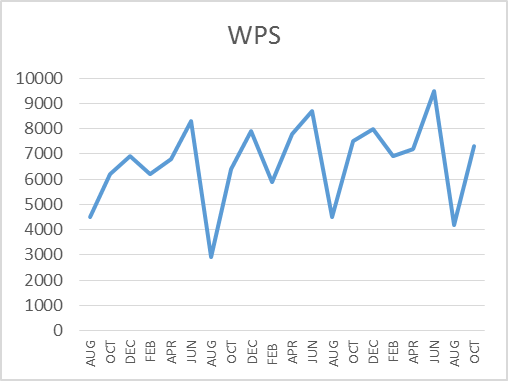 WPS
10000
9000
8000
7000
6000
5000
4000
3000
2000
1000
0
AUG
OCT
DEC
FEB
APR
JUN
AUG
OCT
DEC
FEB
APR
JUN
AUG
OCT
DEC
FEB
APR
JUN
AUG
OCT